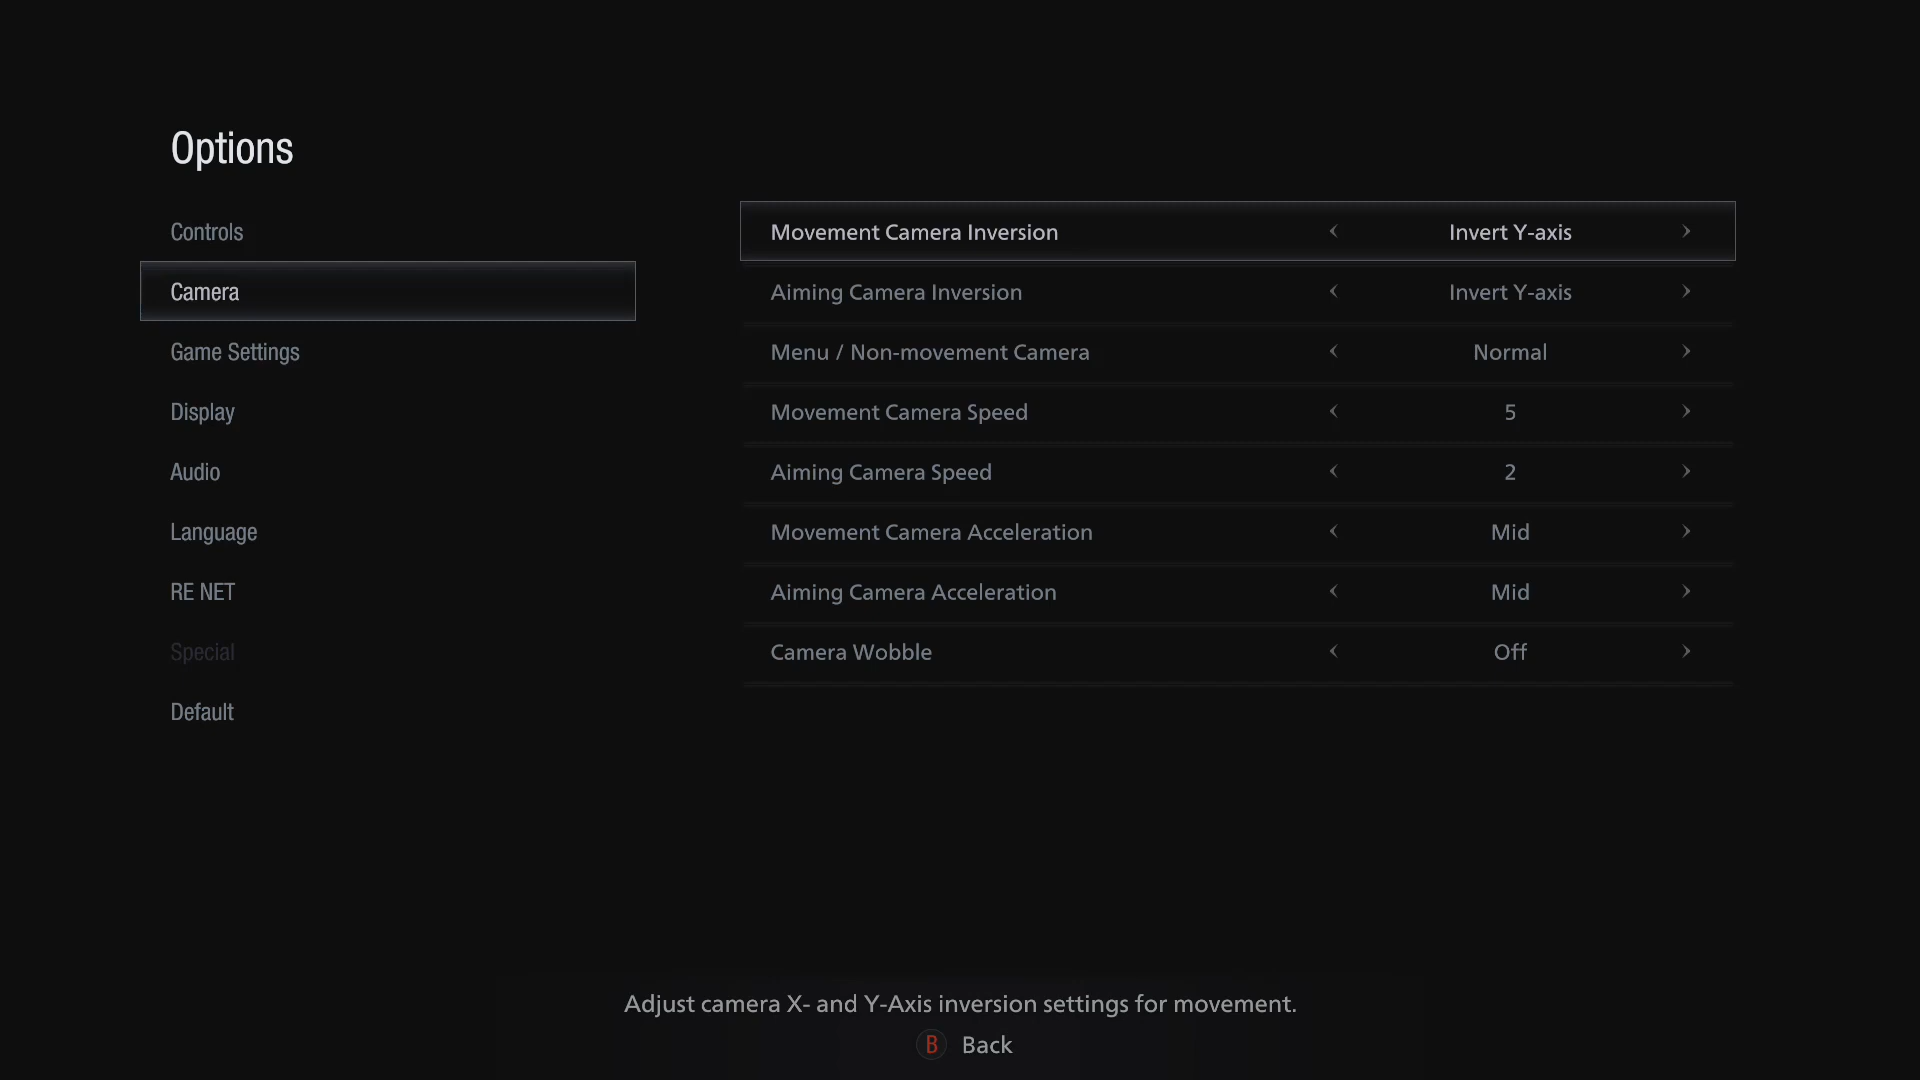 Options
Controls
Camera
Game Settings
Display
Audio
Language
RE NET
Special
Default
Movement Camera Inversion Invert Y-axis
Aiming Camera Inversion Invert Y-axis
Menu / Non-movement Camera Normal
Movement Camera Speed 5
Aiming Camera Speed 2
Movement Camera Acceleration Mid
Aiming Camera Acceleration Mid
Camera Wobble Off
Adjust camera X- and Y-Axis inversion settings for movement.
B Back